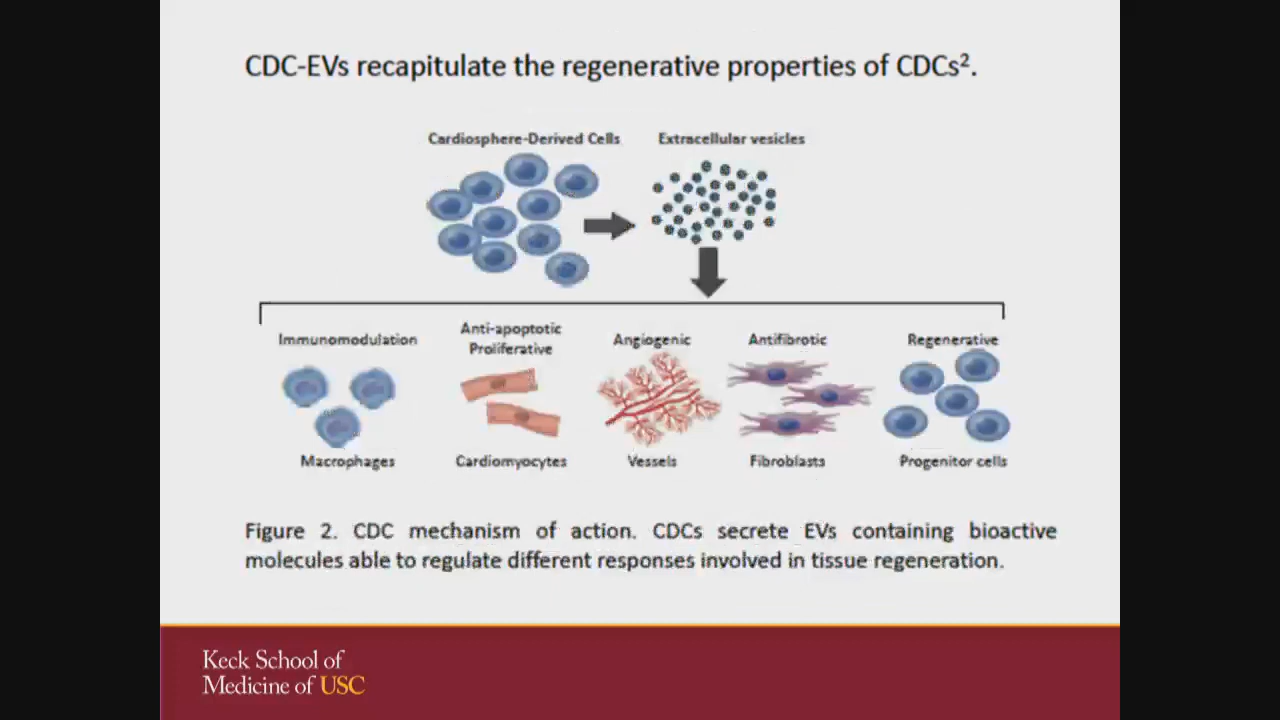 CDC-EVs recapitulate the regenerative properties of CDCs².
Cardiosphere-Derived Cells
Extracellular vesicles
Immunomodulation
Anti-apoptotic
Proliferative
Angiogenic
Antifibrotic
Regenerative
Macrophages
Cardiomyocytes
Vessels
Fibroblasts
Progenitor cells
Figure 2. CDC mechanism of action. CDCs secrete EVs containing bioactive
molecules able to regulate different responses involved in tissue regeneration.
Keck School of
Medicine of USC